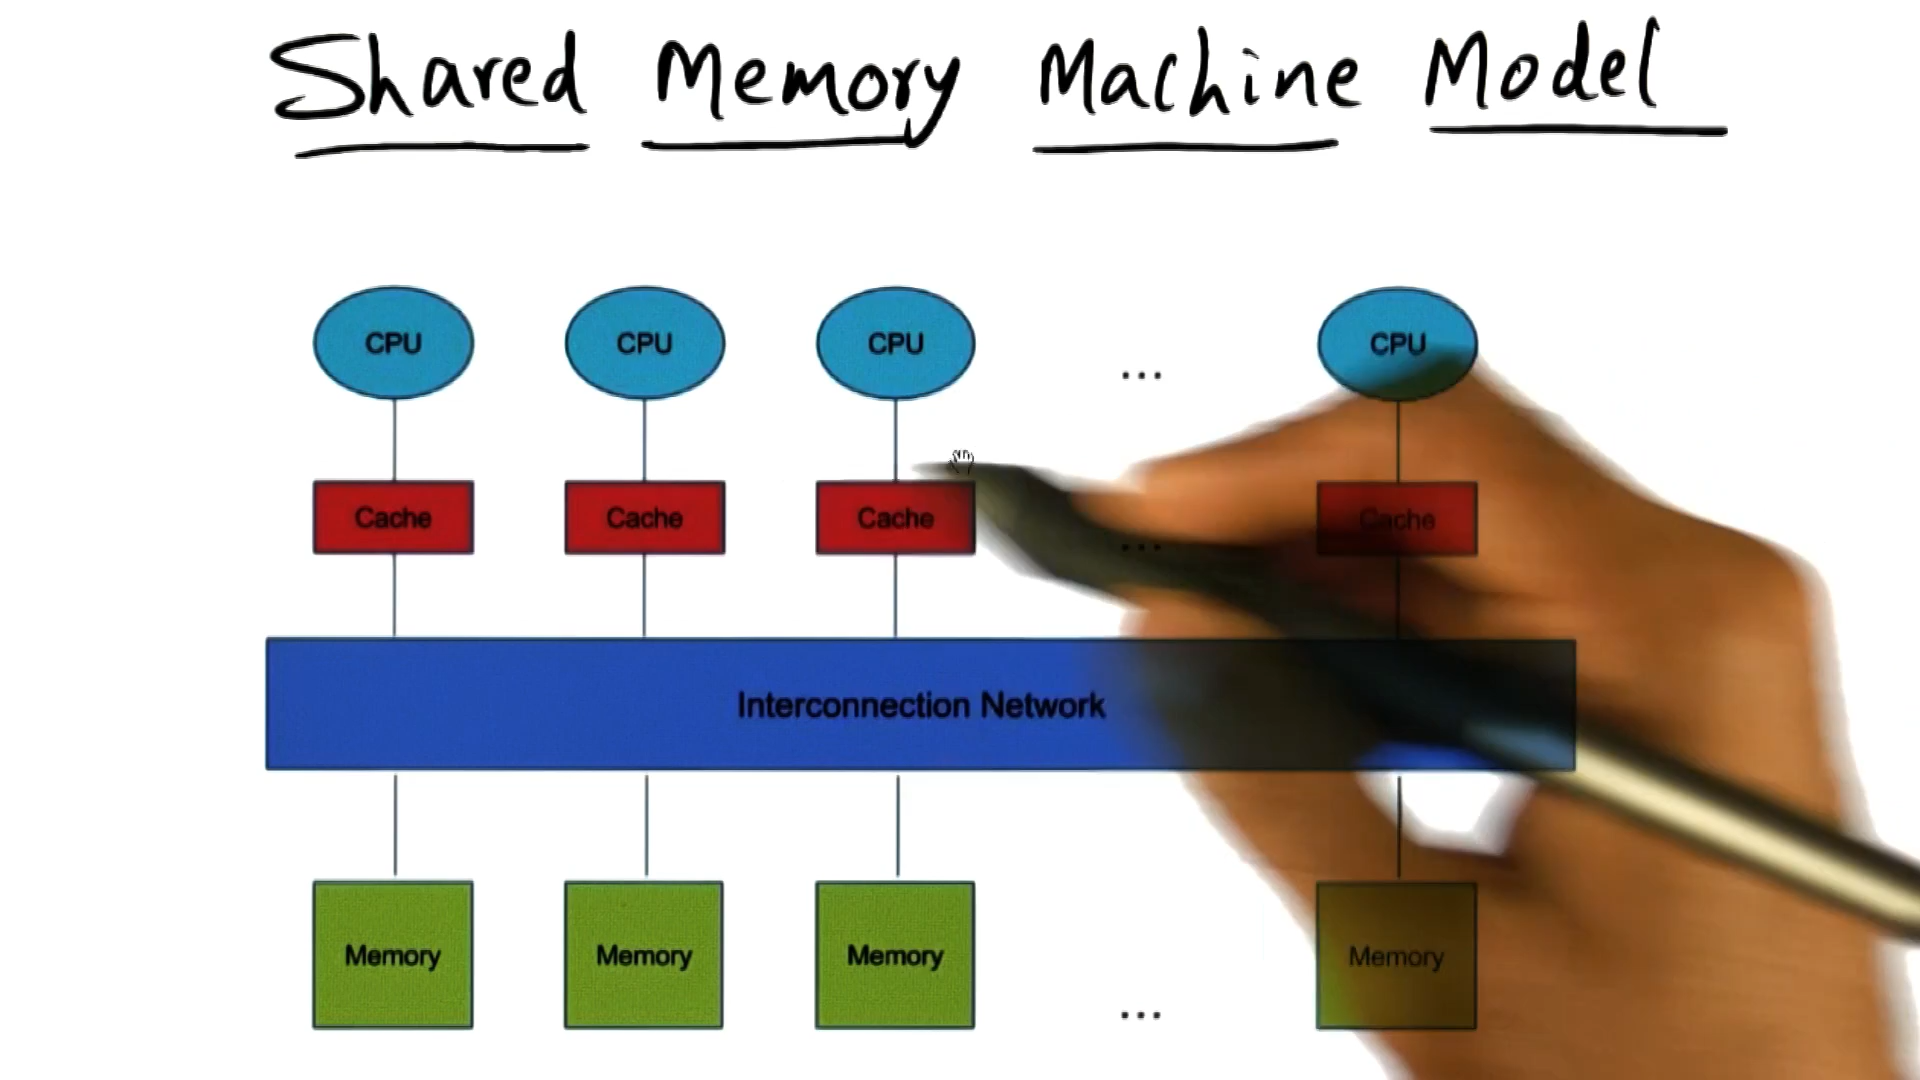 Shared Memory Machine Model
CPU CPU CPU ... CPU
Cache Cache Cache ... Cache
Interconnection Network
Memory Memory Memory ... Memory